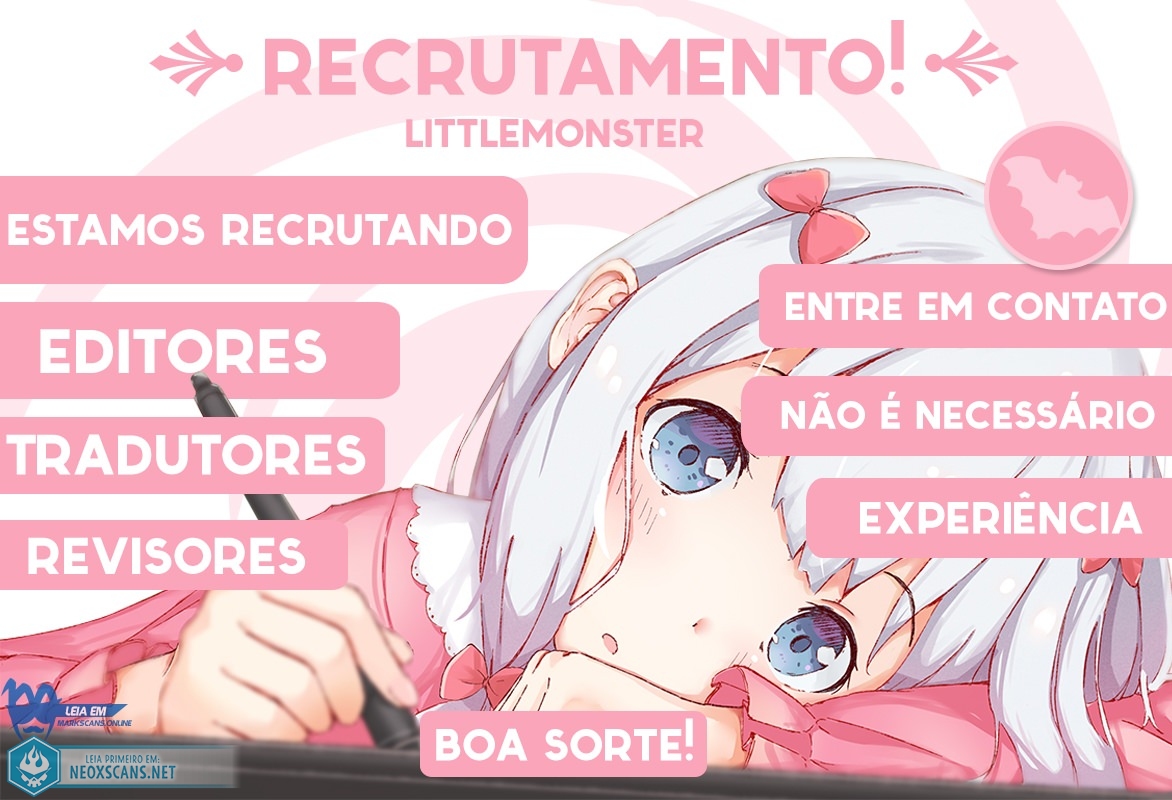 RECRUTAMENTO!
LITTLEMONSTER
ESTAMOS RECRUTANDO
EDITORES
TRADUTORES
REVISORES
ENTRE EM CONTATO
NÃO É NECESSÁRIO
EXPERIÊNCIA
BOA SORTE!
LEIA EM
MARKSCANS.ONLINE
LEIA PRIMEIRO EM:
NEOXSCANS.NET